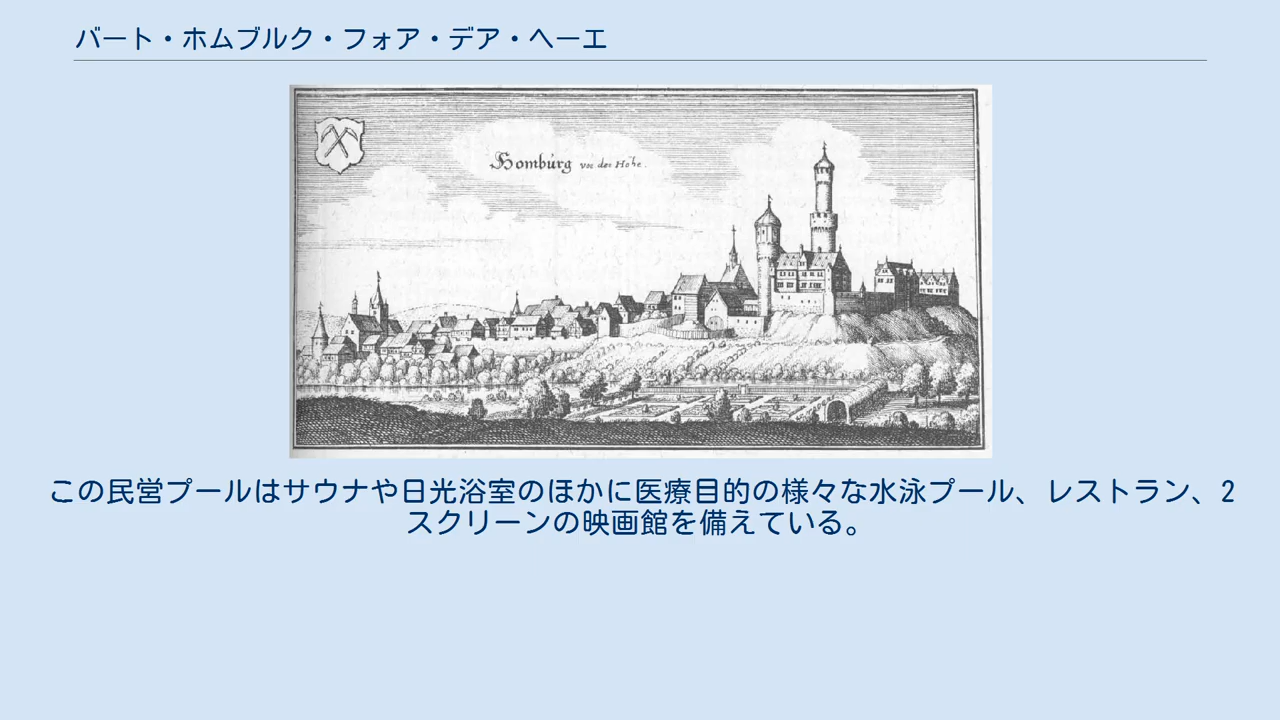 バート・ホムブルク・フォア・デア・ヘーエ
Homburg vor der Höhe.
この民営プールはサウナや日光浴室のほかに医療目的の様々な水泳プール、レストラン、2
スクリーンの映画館を備えている。